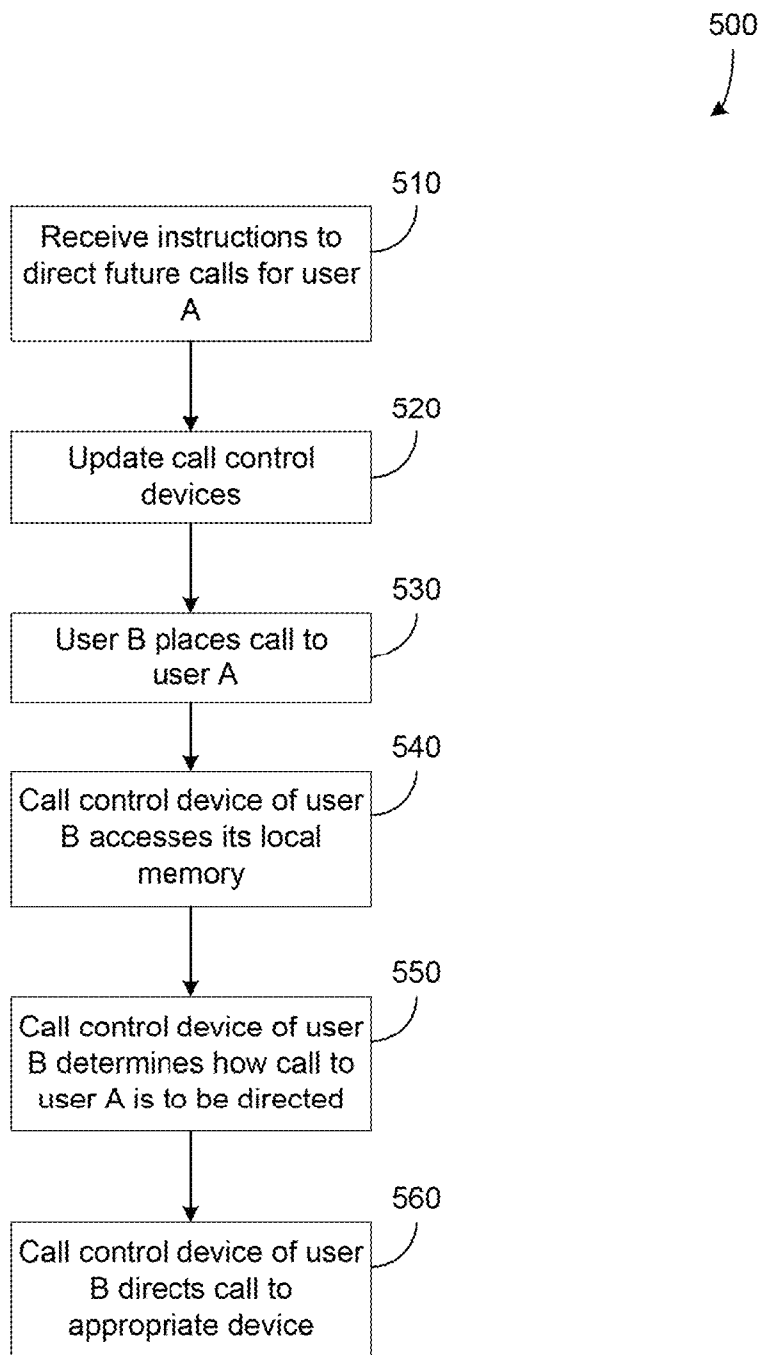 500
510
Receive instructions to
direct future calls for user
A
520
Update call control
devices
530
User B places call to
user A
540
Call control device of user
B accesses its local
memory
550
Call control device of user
B determines how call to
user A is to be directed
560
Call control device of user
B directs call to
appropriate device